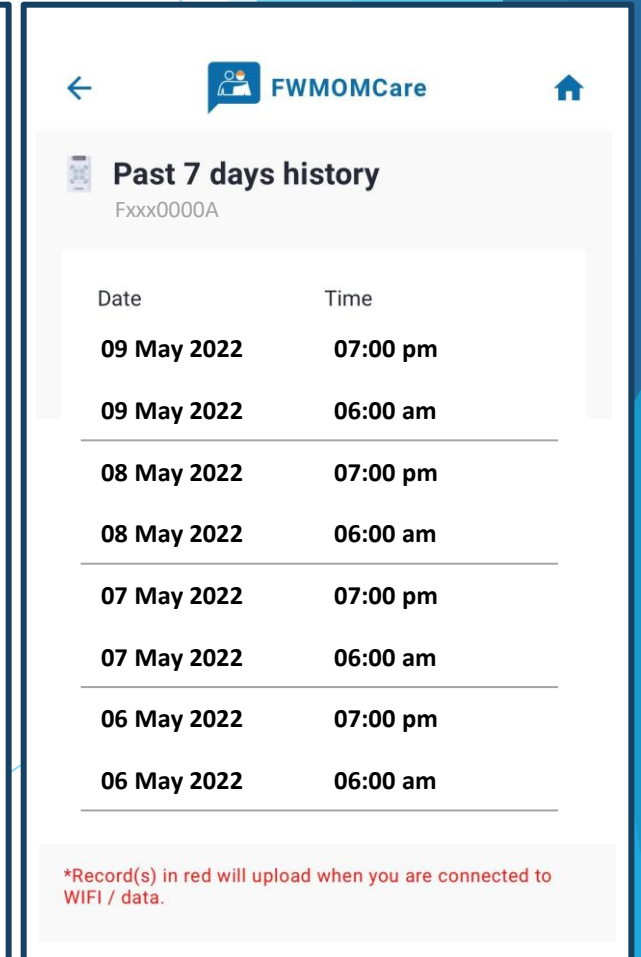 FWMOMCare
Past 7 days history
Fxxx0000A
Date Time
09 May 2022 07:00 pm
09 May 2022 06:00 am
08 May 2022 07:00 pm
08 May 2022 06:00 am
07 May 2022 07:00 pm
07 May 2022 06:00 am
06 May 2022 07:00 pm
06 May 2022 06:00 am
*Record(s) in red will upload when you are connected to
WIFI / data.